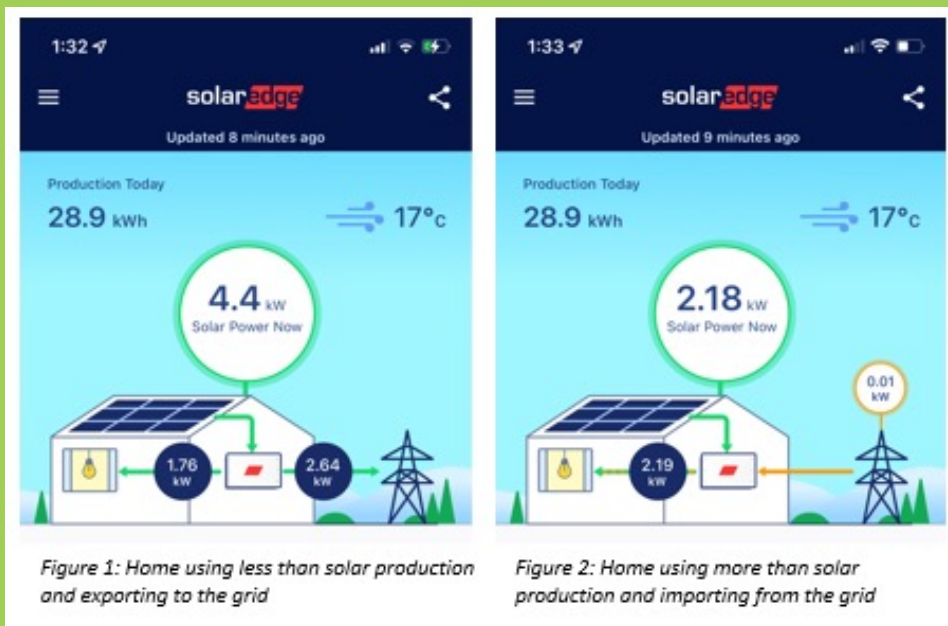 1:32
solaredge
Updated 8 minutes ago
Production Today
28.9 kWh
17°c
4.4 kW
Solar Power Now
1.76
kW
2.64
kW
Figure 1: Home using less than solar production
and exporting to the grid
1:33
solaredge
Updated 9 minutes ago
Production Today
28.9 kWh
17°c
2.18 kW
Solar Power Now
0.01
kW
2.19
kW
Figure 2: Home using more than solar
production and importing from the grid